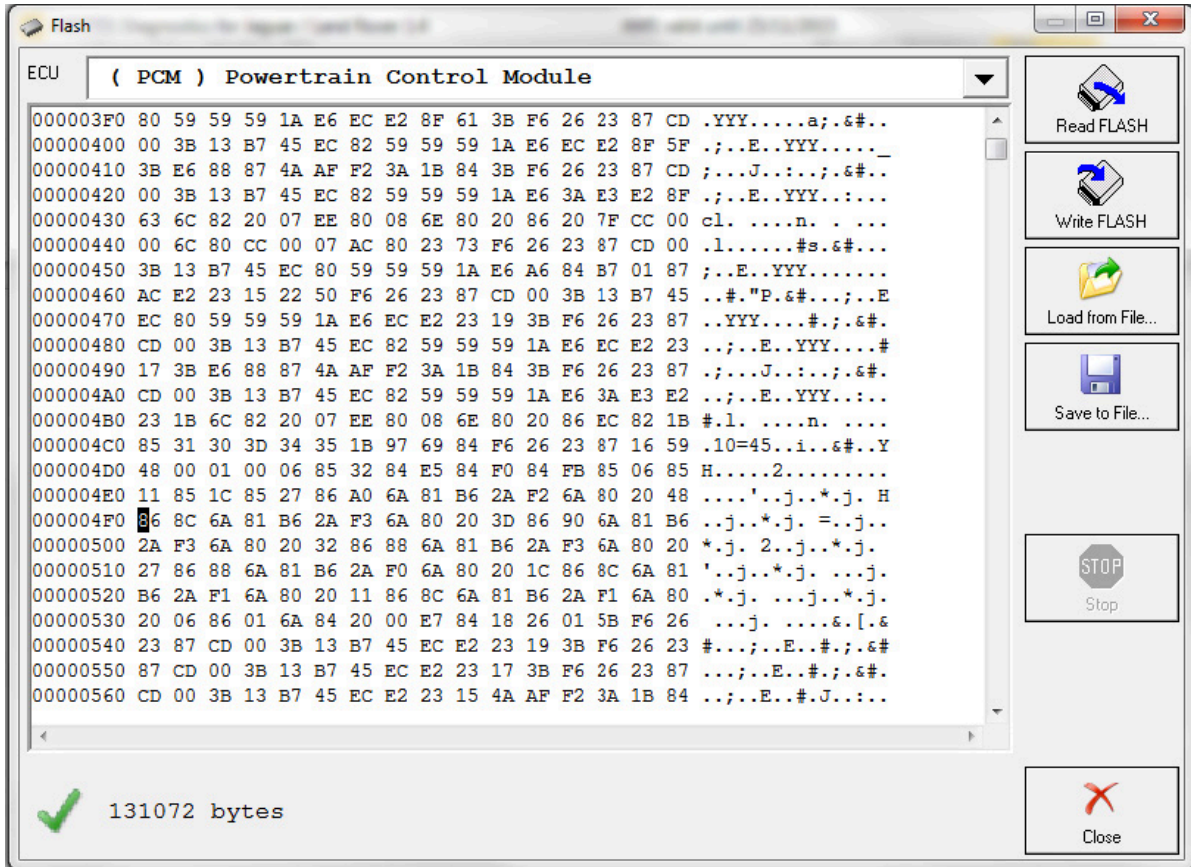 Flash
ECU
( PCM ) Powertrain Control Module
000003F0 80 59 59 59 1A E6 EC E2 8F 61 3B F6 26 23 87 CD .YYY.....a;.&#..
00000400 00 3B 13 B7 45 EC 82 59 59 59 1A E6 EC E2 8F 5F .;..E..YYY....._
00000410 3B E6 88 87 4A AF F2 3A 1B 84 3B F6 26 23 87 CD ;...J..:..;.&#..
00000420 00 3B 13 B7 45 EC 82 59 59 59 1A E6 3A E3 E2 8F .;..E..YYY..:...
00000430 63 6C 82 20 07 EE 80 08 6E 80 20 86 20 7F CC 00 cl. ....n. . ...
00000440 00 6C 80 CC 00 07 AC 80 23 73 F6 26 23 87 CD 00 .l......#s.&#...
00000450 3B 13 B7 45 EC 80 59 59 59 1A E6 A6 84 B7 01 87 ;..E..YYY.......
00000460 AC E2 23 15 22 50 F6 26 23 87 CD 00 3B 13 B7 45 ..#."P.&#...;..E
00000470 EC 80 59 59 59 1A E6 EC E2 23 19 3B F6 26 23 87 ..YYY....#.;.&#.
00000480 CD 00 3B 13 B7 45 EC 82 59 59 59 1A E6 EC E2 23 ..;..E..YYY....#
00000490 17 3B E6 88 87 4A AF F2 3A 1B 84 3B F6 26 23 87 .;...J..:..;.&#.
000004A0 CD 00 3B 13 B7 45 EC 82 59 59 59 1A E6 3A E3 E2 ..;..E..YYY..:..
000004B0 23 1B 6C 82 20 07 EE 80 08 6E 80 20 86 EC 82 1B #.l. ....n. ....
000004C0 85 31 30 3D 34 35 1B 97 69 84 F6 26 23 87 16 59 .10=45..i..&#..Y
000004D0 48 00 01 00 06 85 32 84 E5 84 F0 84 FB 85 06 85 H.....2.........
000004E0 11 85 1C 85 27 86 A0 6A 81 B6 2A F2 6A 80 20 48 ....'..j..*.j. H
000004F0 86 8C 6A 81 B6 2A F3 6A 80 20 3D 86 90 6A 81 B6 ..j..*.j. =..j..
00000500 2A F3 6A 80 20 32 86 88 6A 81 B6 2A F3 6A 80 20 *.j. 2..j..*.j. 
00000510 27 86 88 6A 81 B6 2A F0 6A 80 20 1C 86 8C 6A 81 '..j..*.j. ...j.
00000520 B6 2A F1 6A 80 20 11 86 8C 6A 81 B6 2A F1 6A 80 .*.j. ...j..*.j.
00000530 20 06 86 01 6A 84 20 00 E7 84 18 26 01 5B F6 26  ...j. ....&.[.&
00000540 23 87 CD 00 3B 13 B7 45 EC E2 23 19 3B F6 26 23 #...;..E..#.;.&#
00000550 87 CD 00 3B 13 B7 45 EC E2 23 17 3B F6 26 23 87 ...;..E..#.;.&#.
00000560 CD 00 3B 13 B7 45 EC E2 23 15 4A AF F2 3A 1B 84 ..;..E..#.J..:..
131072 bytes
Read FLASH
Write FLASH
Load from File...
Save to File...
STOP
Stop
Close